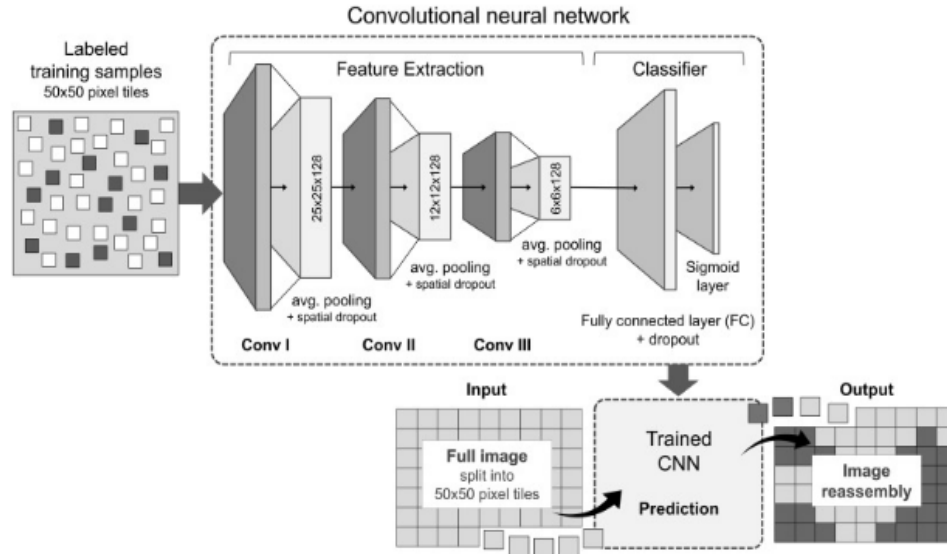 Convolutional neural network
Labeled
training samples
50x50 pixel tiles
Feature Extraction
Classifier
25x25x128
12x12x128
6x6x128
avg. pooling
+ spatial dropout
avg. pooling
+ spatial dropout
avg. pooling
+ spatial dropout
Sigmoid
layer
Fully connected layer (FC)
+ dropout
Conv I
Conv II
Conv III
Input
Output
Full image
split into
50x50 pixel tiles
Trained
CNN
Prediction
Image
reassembly